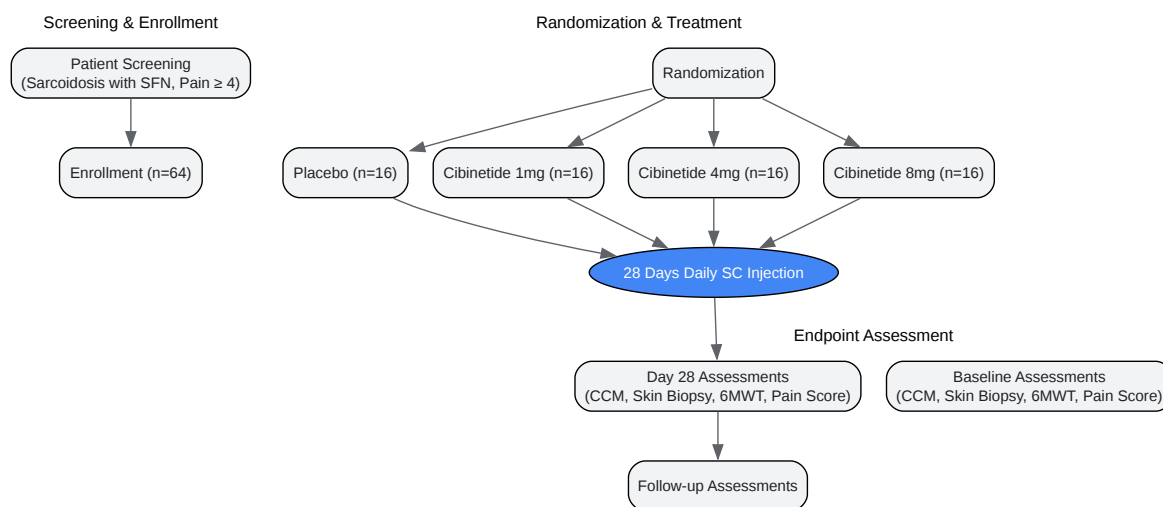 Screening & Enrollment
Patient Screening
(Sarcoidosis with SFN, Pain ≥ 4)
Enrollment (n=64)
Randomization & Treatment
Randomization
Placebo (n=16)
Cibinetide 1mg (n=16)
Cibinetide 4mg (n=16)
Cibinetide 8mg (n=16)
28 Days Daily SC Injection
Endpoint Assessment
Day 28 Assessments
(CCM, Skin Biopsy, 6MWT, Pain Score)
Baseline Assessments
(CCM, Skin Biopsy, 6MWT, Pain Score)
Follow-up Assessments